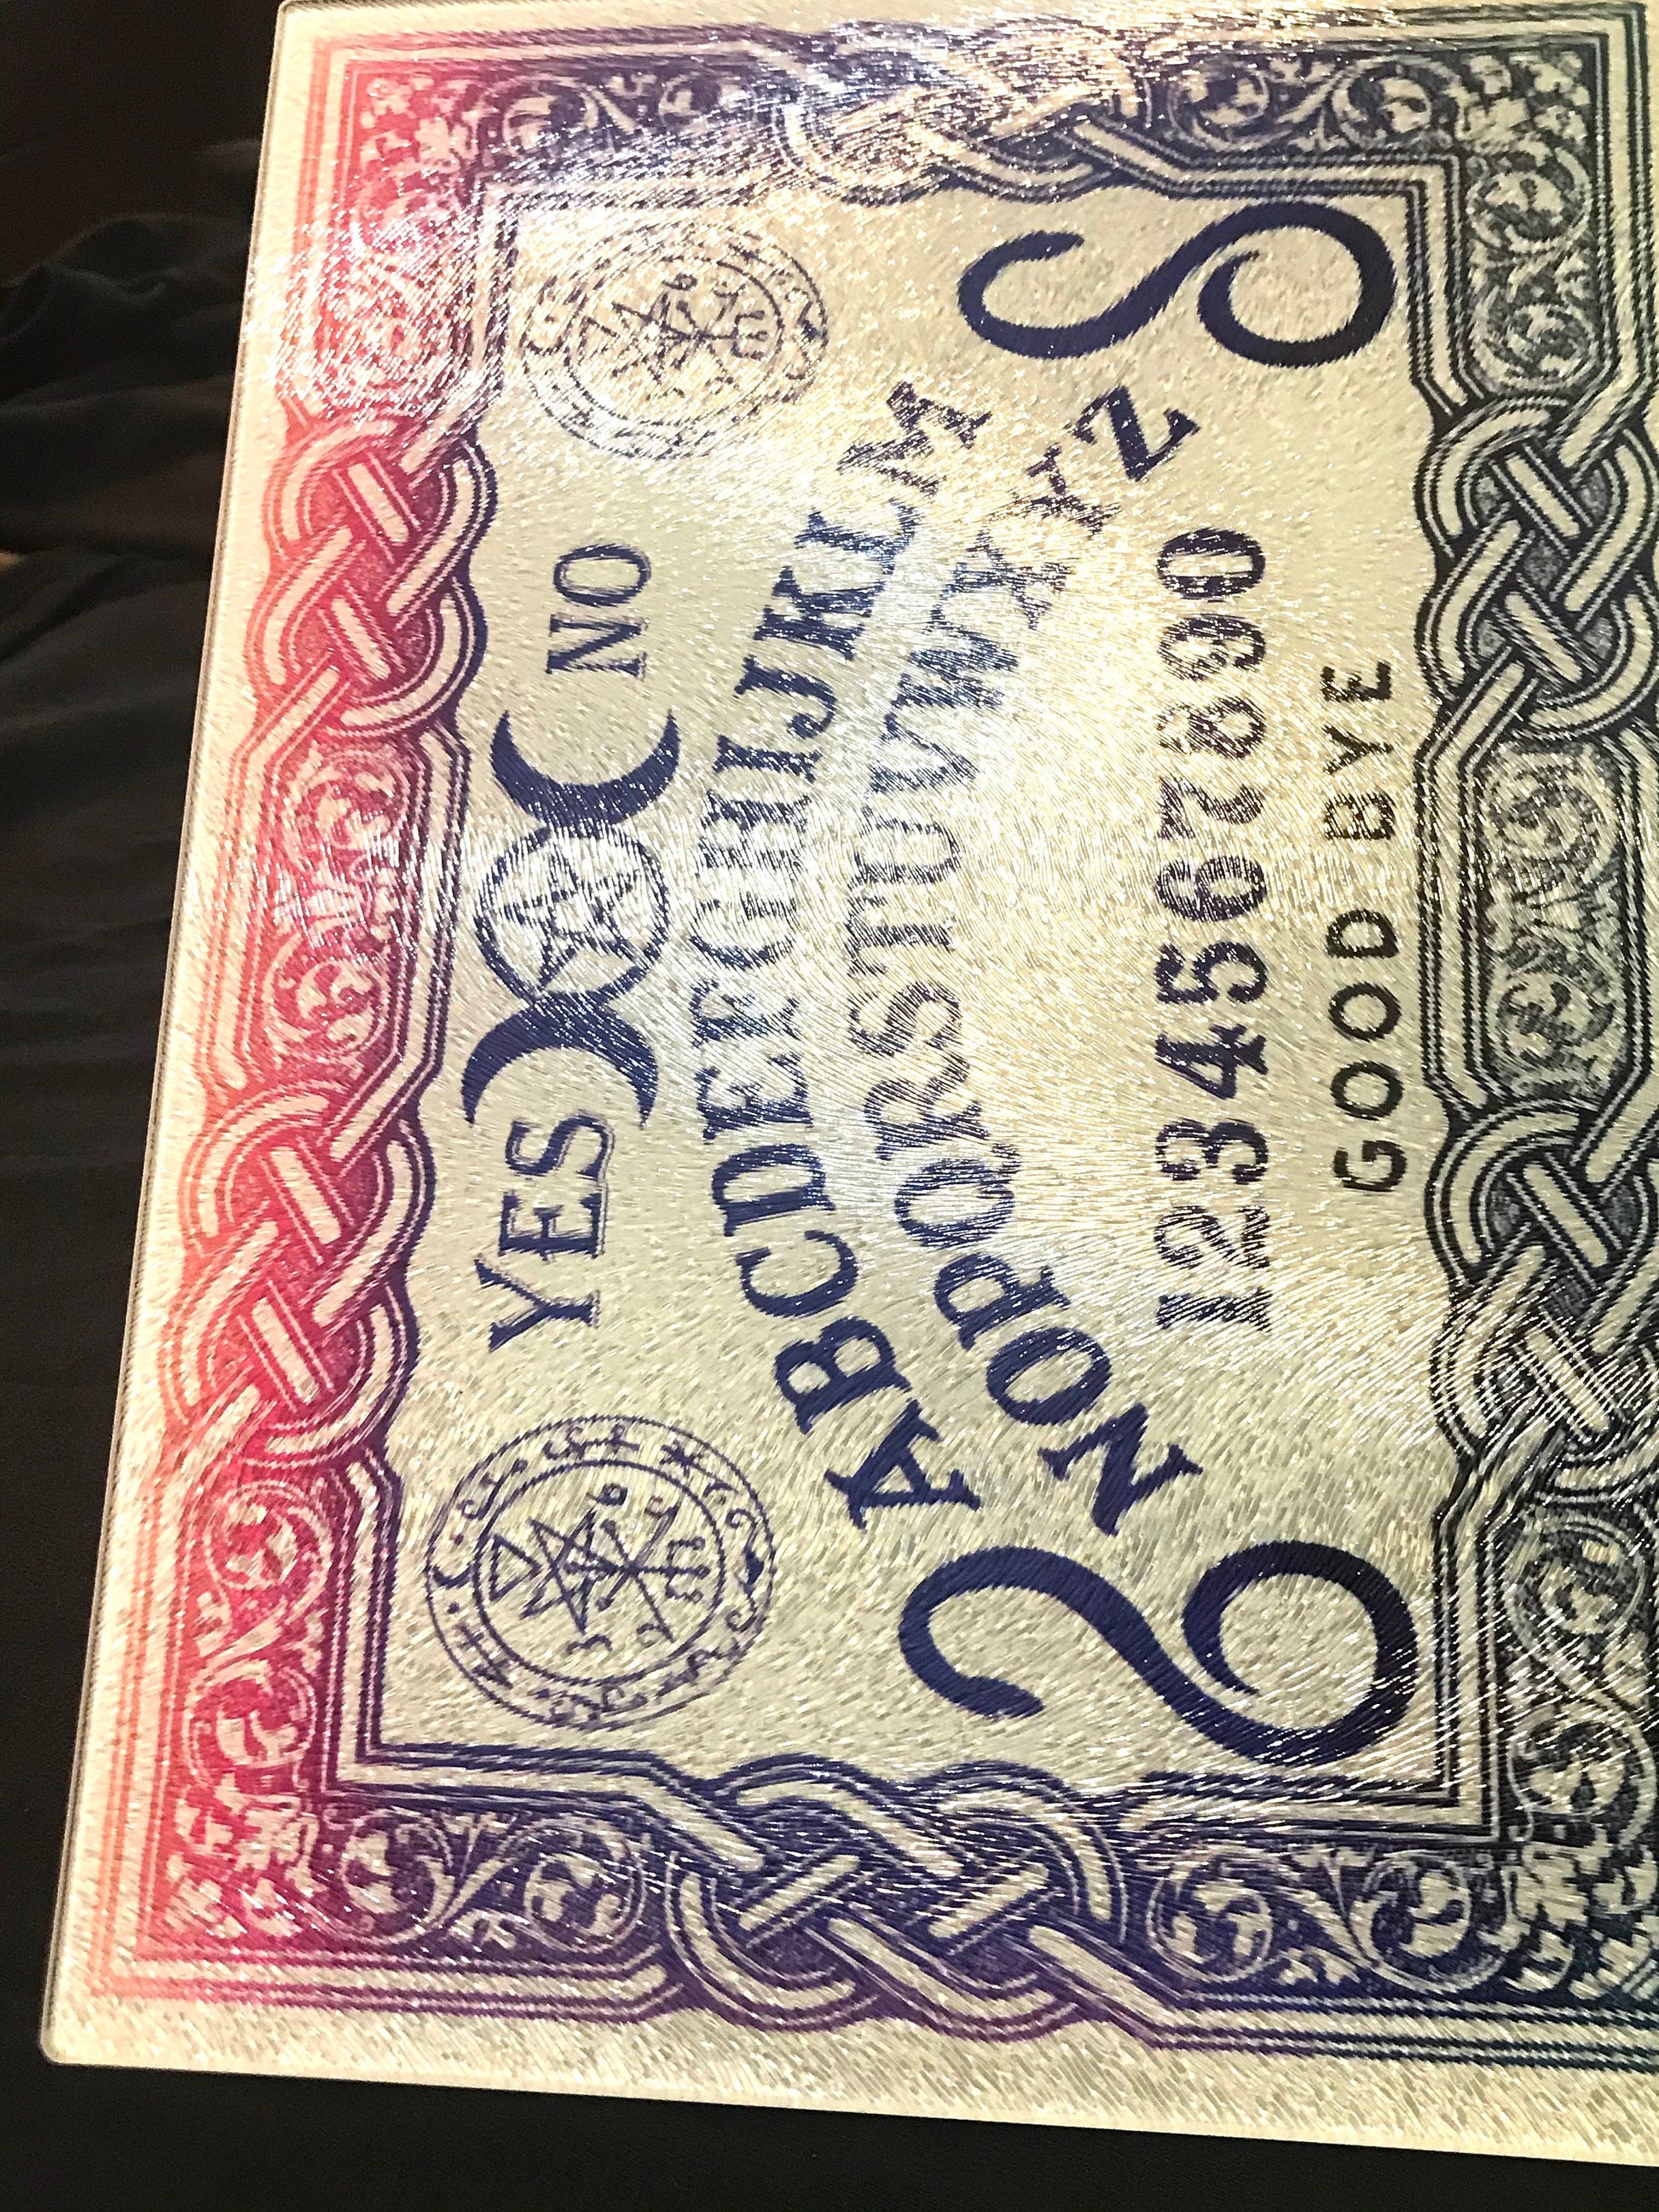 YES NO
ABCDEFGHIJKLM
NOPQRSTUVWXYZ
1234567890
GOOD BYE